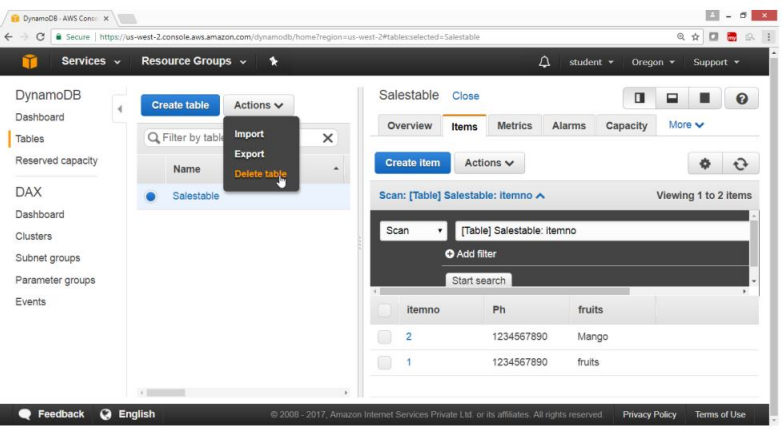 DynamoDB - AWS Conso
Secure | https://us-west-2.console.aws.amazon.com/dynamodb/home?region=us-west-2#tables:selected=Salestable
Services Resource Groups student Oregon Support
DynamoDB
Dashboard
Tables
Reserved capacity
DAX
Dashboard
Clusters
Subnet groups
Parameter groups
Events
Create table Actions
Filter by table
Import
Export
Delete table
Name
Salestable
Salestable Close
Overview Items Metrics Alarms Capacity More
Create item Actions
Scan: [Table] Salestable: itemno Viewing 1 to 2 items
Scan [Table] Salestable: itemno
Add filter
Start search
itemno Ph fruits
2 1234567890 Mango
1 1234567890 fruits
Feedback English © 2008 - 2017, Amazon Internet Services Private Ltd. or its affiliates. All rights reserved. Privacy Policy Terms of Use